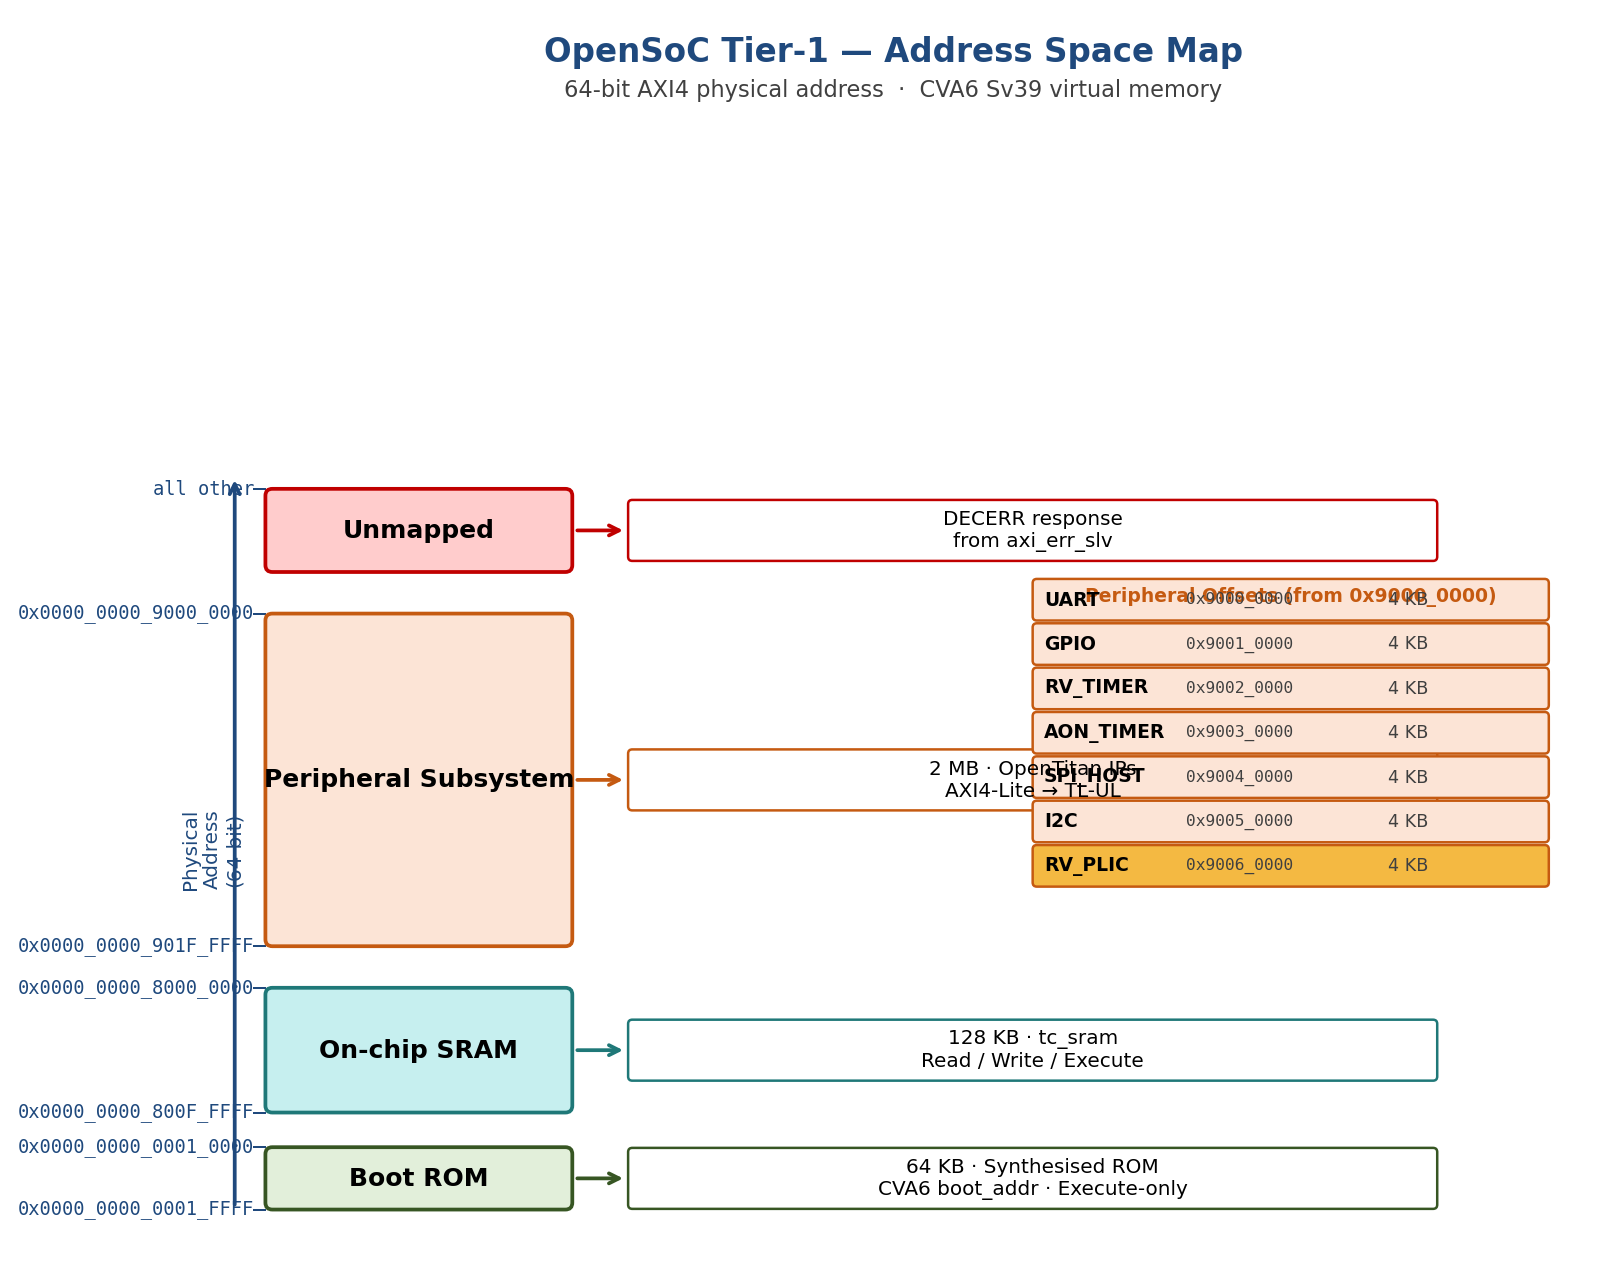 OpenSoC Tier-1 — Address Space Map
64-bit AXI4 physical address · CVA6 Sv39 virtual memory
all other
Unmapped
DECERR response
from axi_err_slv
0x0000_0000_9000_0000
Peripheral Subsystem
0x0000_0000_901F_FFFF
2 MB · OpenTitan IPs
AXI4-Lite → TL-UL
Peripheral Offsets (from 0x9000_0000)
UART 0x9000_0000 4 KB
GPIO 0x9001_0000 4 KB
RV_TIMER 0x9002_0000 4 KB
AON_TIMER 0x9003_0000 4 KB
SPI_HOST 0x9004_0000 4 KB
I2C 0x9005_0000 4 KB
RV_PLIC 0x9006_0000 4 KB
Physical
Address
(64-bit)
0x0000_0000_8000_0000
On-chip SRAM
0x0000_0000_800F_FFFF
128 KB · tc_sram
Read / Write / Execute
0x0000_0000_0001_0000
Boot ROM
0x0000_0000_0001_FFFF
64 KB · Synthesised ROM
CVA6 boot_addr · Execute-only